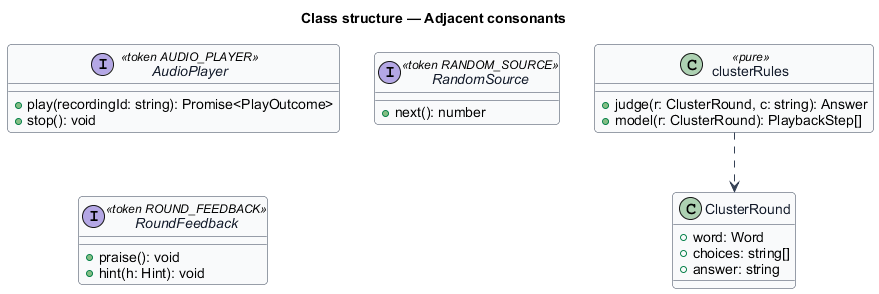 Class structure — Adjacent consonants
I
«token AUDIO_PLAYER»
AudioPlayer
play(recordingId: string): Promise<PlayOutcome>
stop(): void
I
«token RANDOM_SOURCE»
RandomSource
next(): number
C
«pure»
clusterRules
judge(r: ClusterRound, c: string): Answer
model(r: ClusterRound): PlaybackStep[]
I
«token ROUND_FEEDBACK»
RoundFeedback
praise(): void
hint(h: Hint): void
C
ClusterRound
word: Word
choices: string[]
answer: string